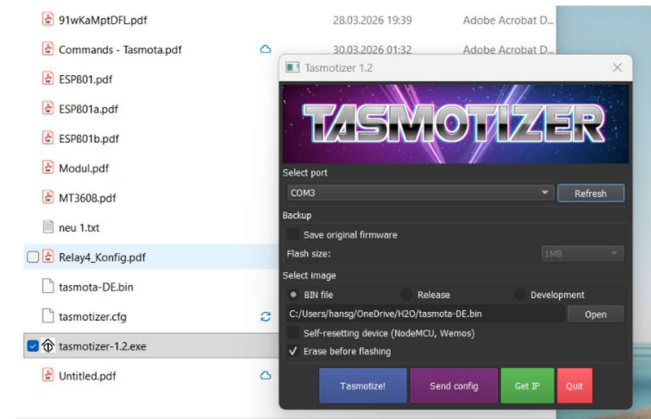 91wKaMptDFL.pdf 28.03.2026 19:39 Adobe Acrobat D...
Commands - Tasmota.pdf 30.03.2026 01:32 Adobe Acrobat D...
ESP801.pdf
ESP801a.pdf
ESP801b.pdf
Modul.pdf
MT3608.pdf
neu 1.txt
Relay4_Konfig.pdf
tasmota-DE.bin
tasmotizer.cfg
tasmotizer-1.2.exe
Untitled.pdf
Tasmotizer 1.2
TASMOTIZER
Select port
COM3 Refresh
Backup
Save original firmware
Flash size: 1MB
Select image
BIN file Release Development
C:/Users/hansg/OneDrive/H2O/tasmota-DE.bin Open
Self-resetting device (NodeMCU, Wemos)
Erase before flashing
Tasmotize! Send config Get IP Quit